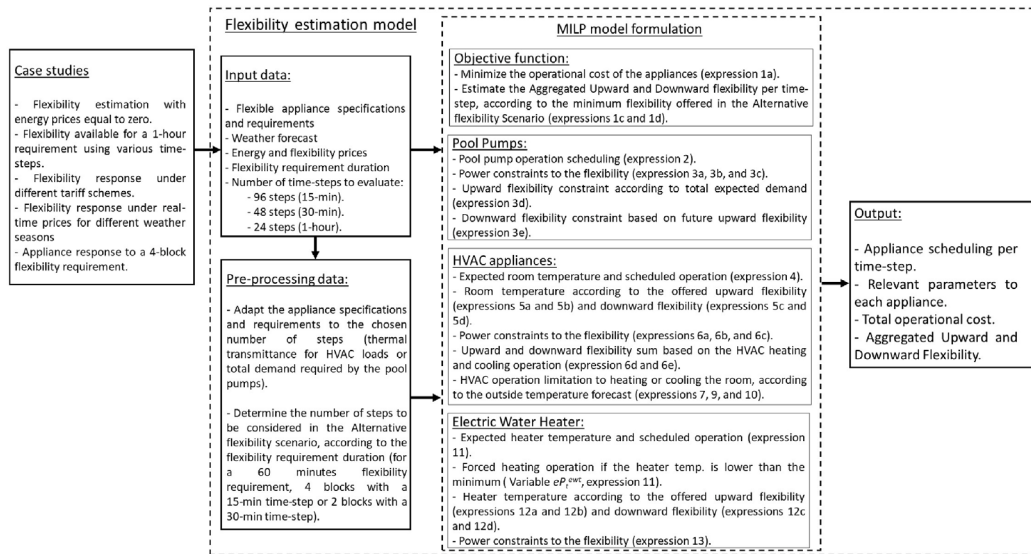 Flexibility estimation model
MILP model formulation
Case studies
- Flexibility estimation with
energy prices equal to zero.
- Flexibility available for a 1-hour
requirement using various time-
steps.
- Flexibility response under
different tariff schemes.
- Flexibility response under real-
time prices for different weather
seasons
- Appliance response to a 4-block
flexibility requirement.
Input data:
- Flexible appliance specifications
and requirements
- Weather forecast
- Energy and flexibility prices
- Flexibility requirement duration
- Number of time-steps to evaluate:
- 96 steps (15-min).
- 48 steps (30-min).
- 24 steps (1-hour).
Pre-processing data:
- Adapt the appliance specifications
and requirements to the chosen
number of steps (thermal
transmittance for HVAC loads or
total demand required by the pool
pumps).
- Determine the number of steps to
be considered in the Alternative
flexibility scenario, according to the
flexibility requirement duration (for
a 60 minutes flexibility
requirement, 4 blocks with a
15-min time-step or 2 blocks with a
30-min time-step).
Objective function:
- Minimize the operational cost of the appliances (expression 1a).
- Estimate the Aggregated Upward and Downward flexibility per time-
step, according to the minimum flexibility offered in the Alternative
flexibility Scenario (expressions 1c and 1d).
Pool Pumps:
- Pool pump operation scheduling (expression 2).
- Power constraints to the flexibility (expression 3a, 3b, and 3c).
- Upward flexibility constraint according to total expected demand
(expression 3d).
- Downward flexibility constraint based on future upward flexibility
(expression 3e).
HVAC appliances:
- Expected room temperature and scheduled operation (expression 4).
- Room temperature according to the offered upward flexibility
(expressions 5a and 5b) and downward flexibility (expressions 5c and
5d).
- Power constraints to the flexibility (expressions 6a, 6b, and 6c).
- Upward and downward flexibility sum based on the HVAC heating
and cooling operation (expression 6d and 6e).
- HVAC operation limitation to heating or cooling the room, according
to the outside temperature forecast (expressions 7, 9, and 10).
Electric Water Heater:
- Expected heater temperature and scheduled operation (expression
11).
- Forced heating operation if the heater temp. is lower than the
minimum ( Variable ePₜᵉʷᵗ, expression 11).
- Heater temperature according to the offered upward flexibility
(expressions 12a and 12b) and downward flexibility (expressions 12c
and 12d).
- Power constraints to the flexibility (expression 13).
Output:
- Appliance scheduling per
time-step.
- Relevant parameters to
each appliance.
- Total operational cost.
- Aggregated Upward and
Downward Flexibility.